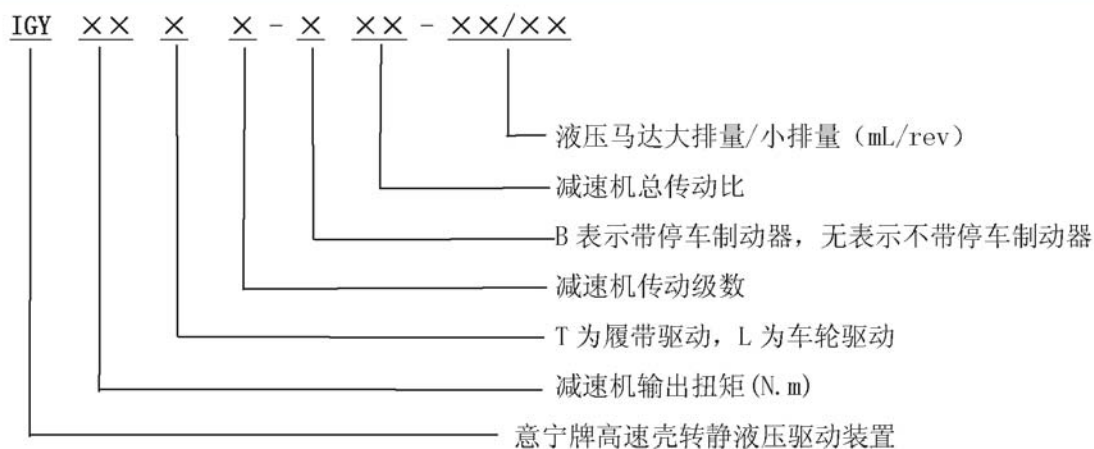 IGY ×× × ×-× ××-××/××
液压马达大排量/小排量（mL/rev）
减速机总传动比
B 表示带停车制动器，无表示不带停车制动器
减速机传动级数
T 为履带驱动，L 为车轮驱动
减速机输出扭矩(N.m)
意宁牌高速壳转静液压驱动装置